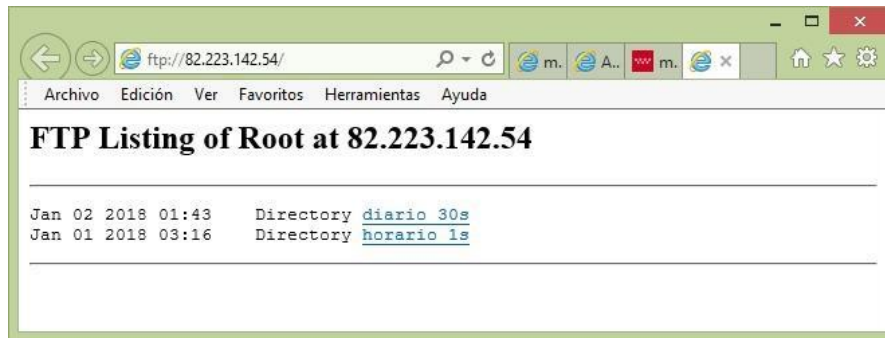 ftp://82.223.142.54/
m.
A..
m.
Archivo Edición Ver Favoritos Herramientas Ayuda
FTP Listing of Root at 82.223.142.54
Jan 02 2018 01:43 Directory diario 30s
Jan 01 2018 03:16 Directory horario 1s